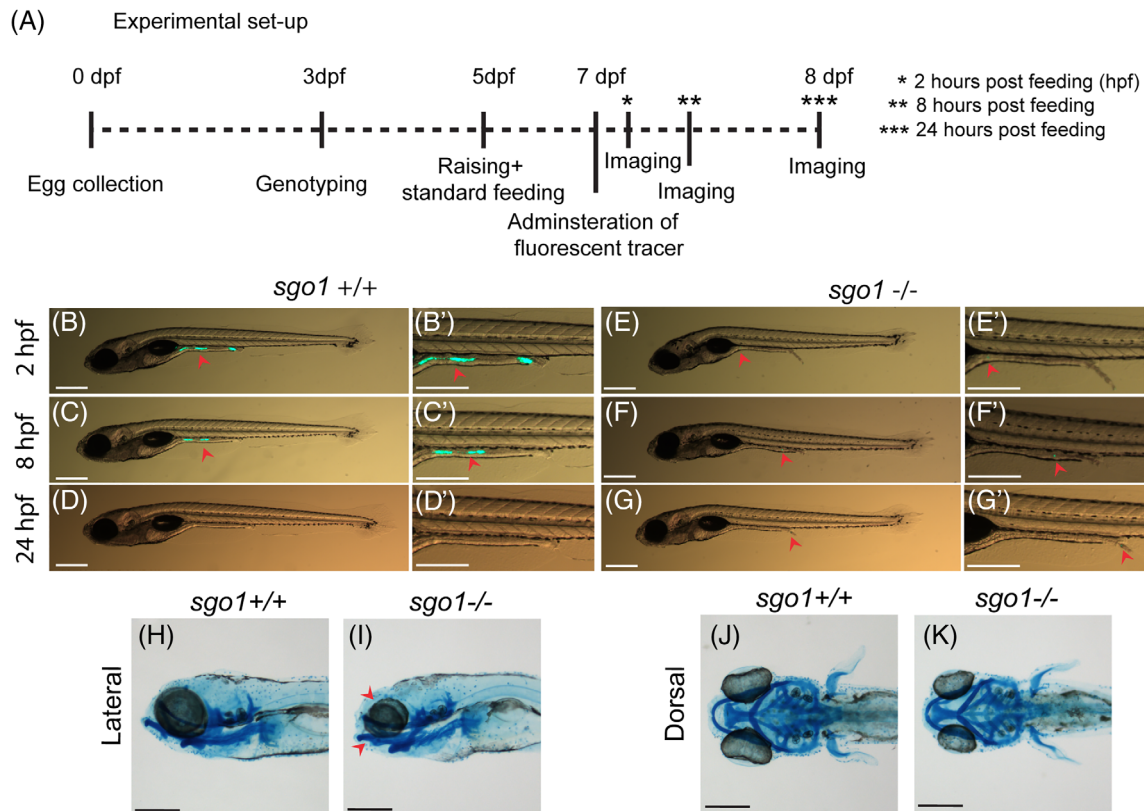 (A)
Experimental set-up
0 dpf 3dpf 5dpf 7 dpf 8 dpf
* ** ***
* 2 hours post feeding (hpf)
** 8 hours post feeding
*** 24 hours post feeding
Egg collection
Genotyping
Raising+
standard feeding
Adminsteration of
fluorescent tracer
Imaging
Imaging
Imaging
sgo1 +/+
sgo1 -/-
2 hpf
(B) (B') (E) (E')
8 hpf
(C) (C') (F) (F')
24 hpf
(D) (D') (G) (G')
sgo1+/+ sgo1-/- sgo1+/+ sgo1-/-
Lateral
(H) (I)
Dorsal
(J) (K)